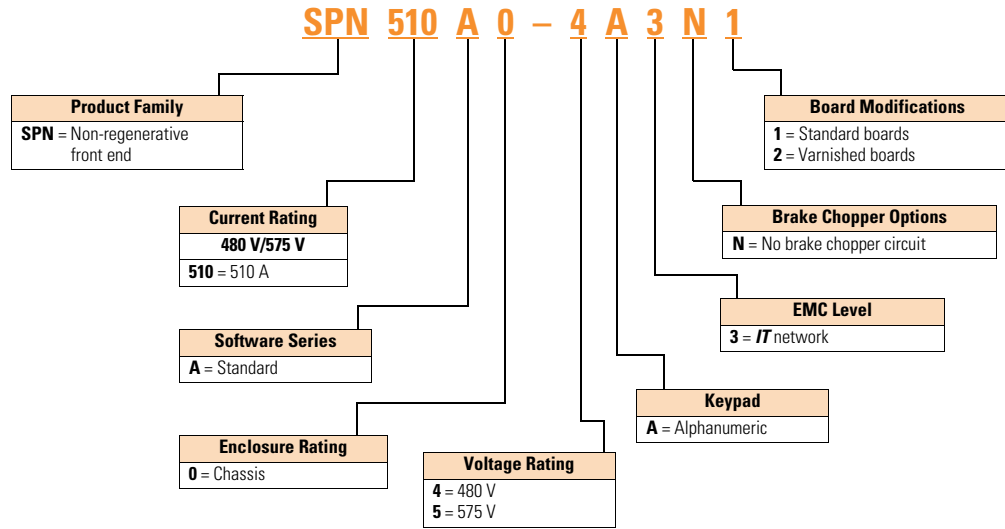 SPN 510 A 0 – 4 A 3 N 1
Product Family
SPN = Non-regenerative
front end
Current Rating
480 V/575 V
510 = 510 A
Software Series
A = Standard
Enclosure Rating
0 = Chassis
Voltage Rating
4 = 480 V
5 = 575 V
Keypad
A = Alphanumeric
EMC Level
3 = IT network
Brake Chopper Options
N = No brake chopper circuit
Board Modifications
1 = Standard boards
2 = Varnished boards